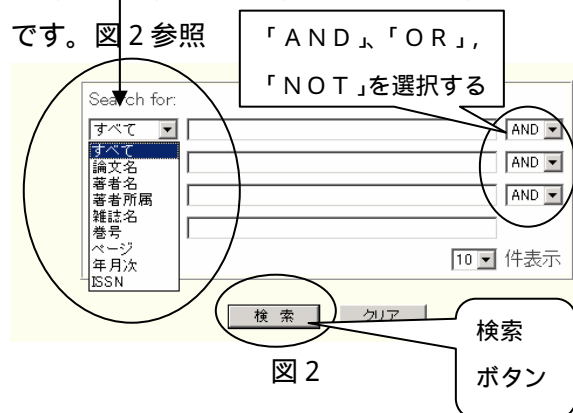 です。図２参照
「ＡＮＤ」、「ＯＲ」,
「ＮＯＴ」を選択する
Search for:
すべて
AND
すべて
論文名
AND
著者名
著者所属
AND
雑誌名
巻号
ページ
年月次
10 件表示
ISSN
検 索
クリア
検索
ボタン
図２